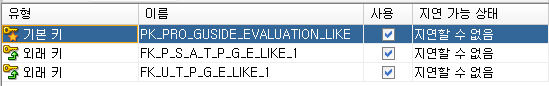 유형 이름 사용 지연 가능 상태
기본 키 PK_PRO_GUSIDE_EVALUATION_LIKE 지연할 수 없음
외래 키 FK_P_S_A_T_P_G_E_LIKE_1 지연할 수 없음
외래 키 FK_U_T_P_G_E_LIKE_1 지연할 수 없음